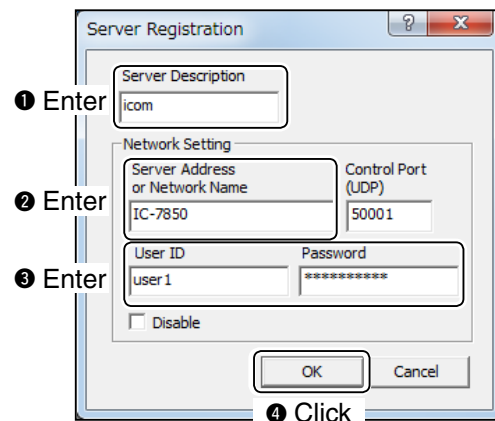 Server Registration
Server Description
❶ Enter
icom
Network Setting
Server Address
or Network Name
Control Port
(UDP)
❷ Enter
IC-7850
50001
User ID
Password
❸ Enter
user1
**********
Disable
OK
Cancel
❹ Click